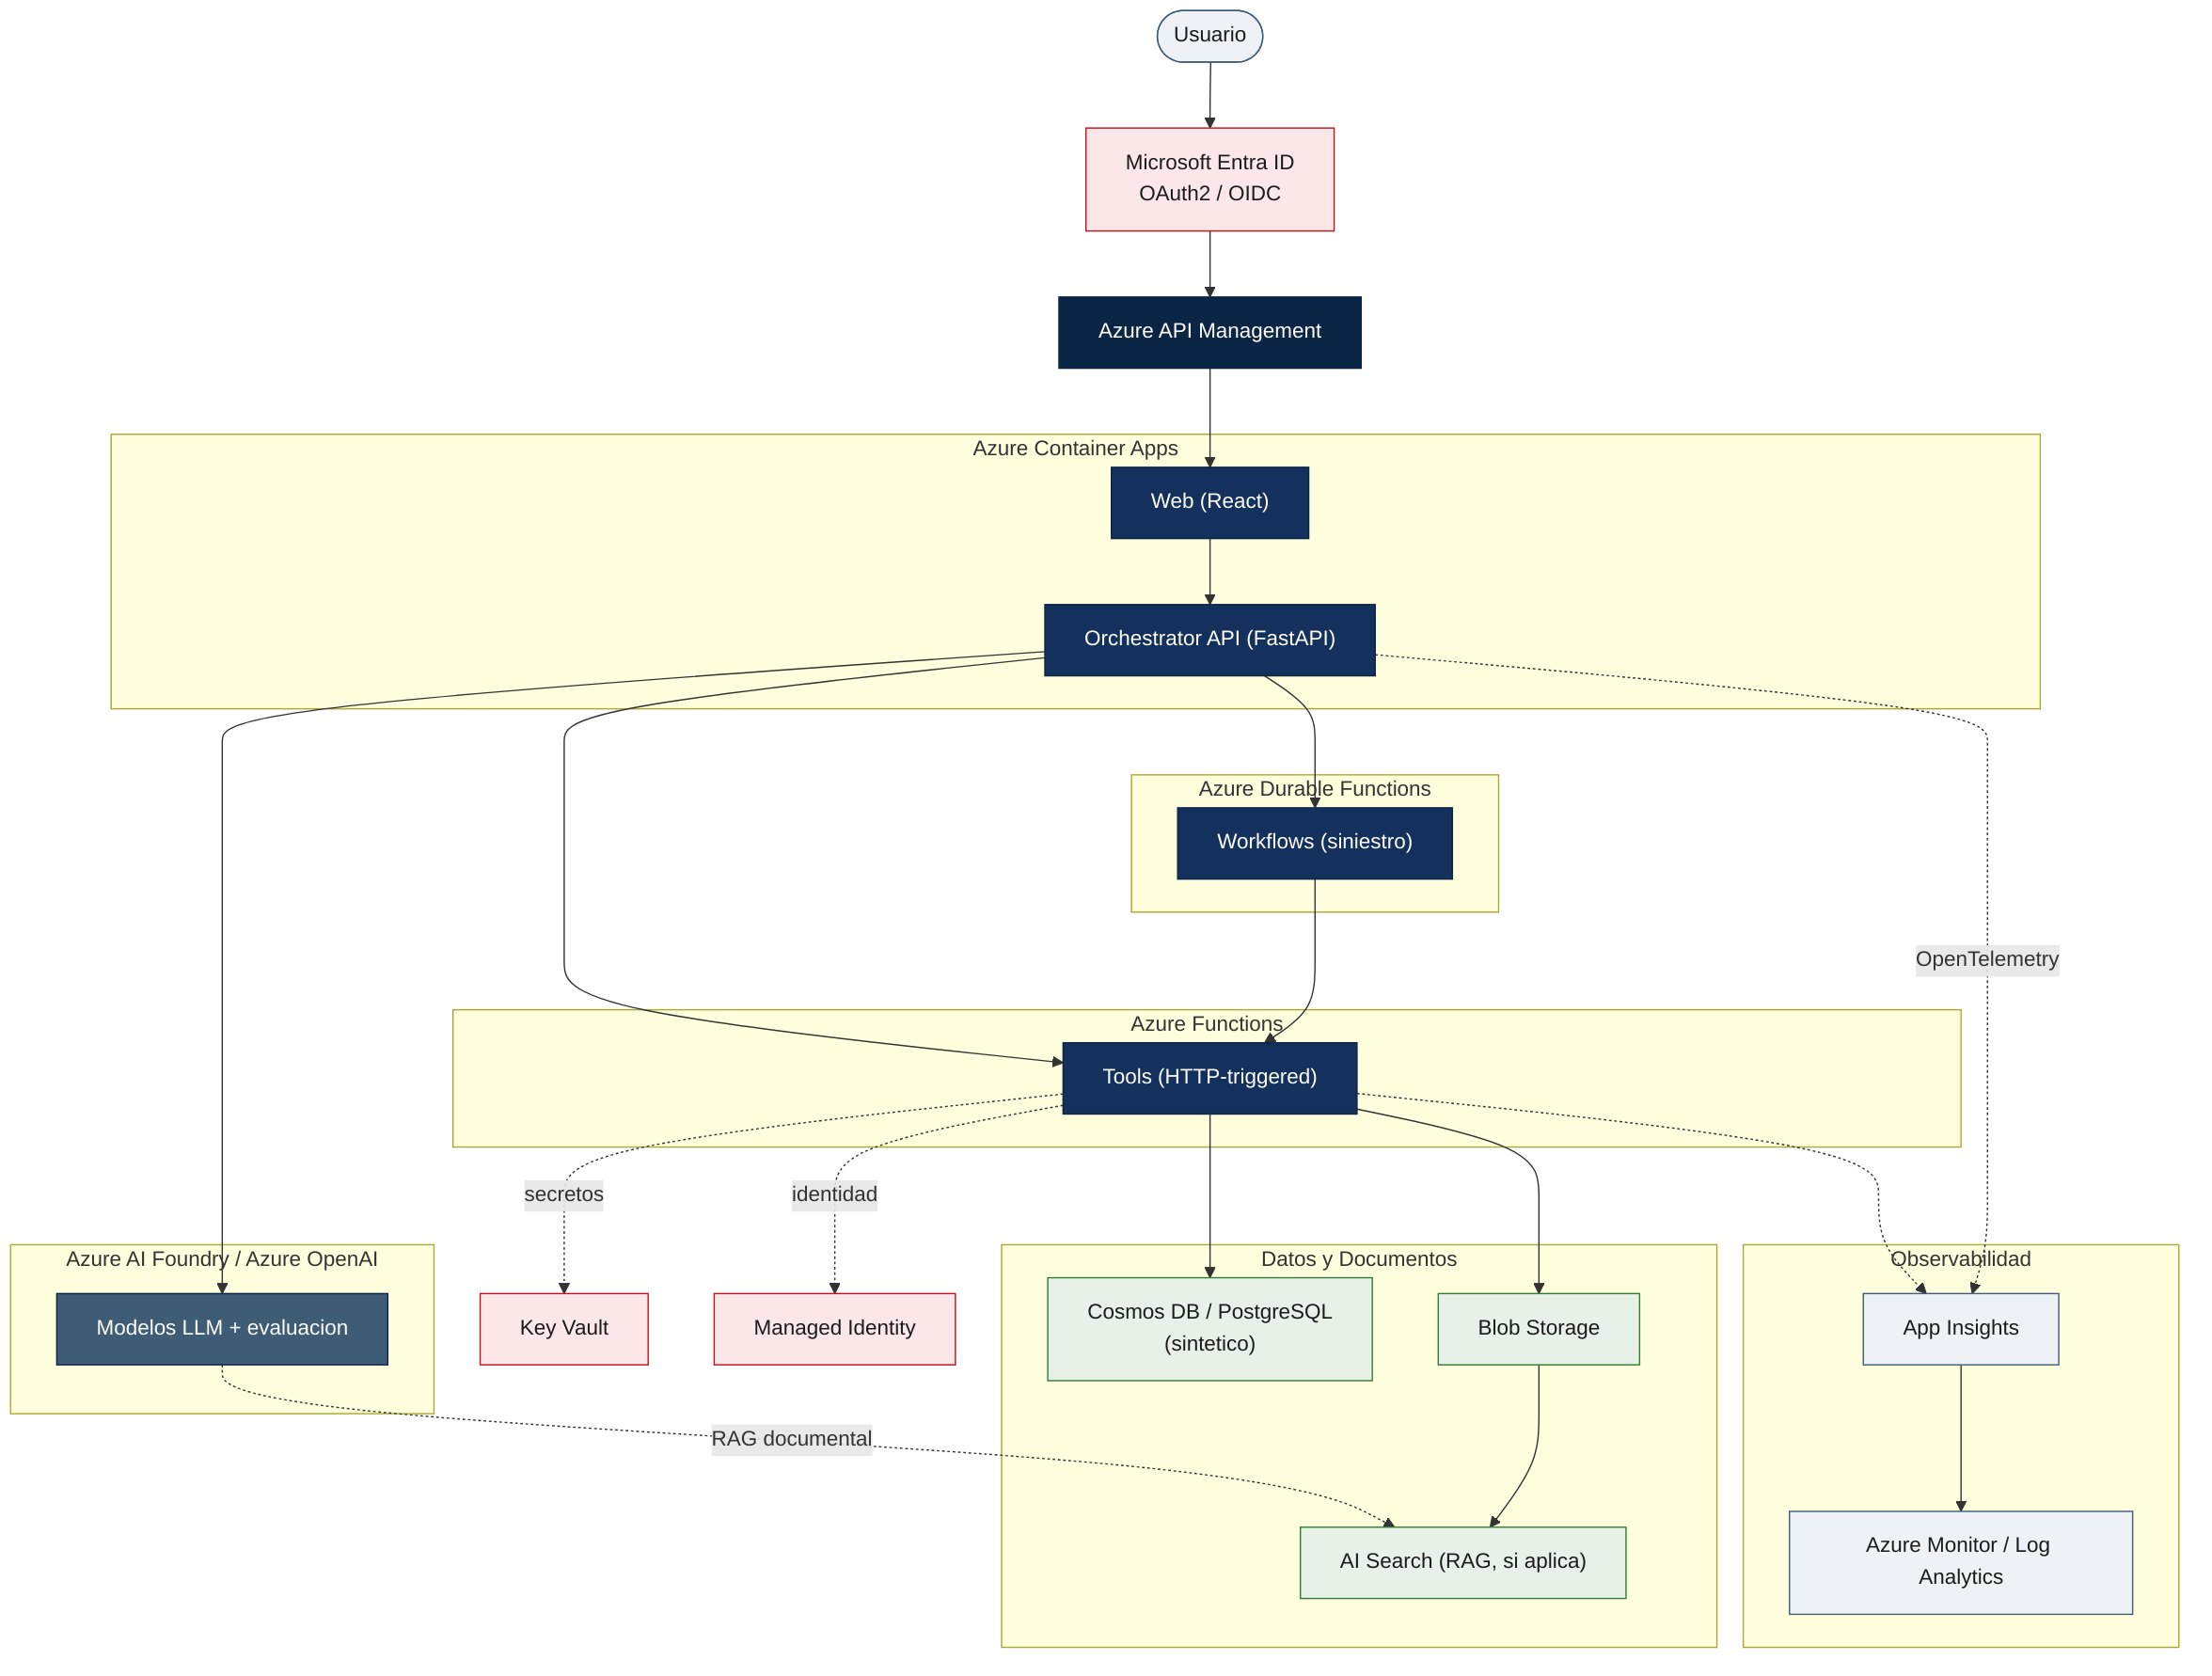 Usuario
Microsoft Entra ID
OAuth2 / OIDC
Azure API Management
Azure Container Apps
Web (React)
Orchestrator API (FastAPI)
Azure Durable Functions
Workflows (siniestro)
OpenTelemetry
Azure Functions
Tools (HTTP-triggered)
secretos
identidad
Azure AI Foundry / Azure OpenAI
Modelos LLM + evaluacion
Key Vault
Managed Identity
Datos y Documentos
Cosmos DB / PostgreSQL
(sintetico)
Blob Storage
Observabilidad
App Insights
RAG documental
AI Search (RAG, si aplica)
Azure Monitor / Log
Analytics